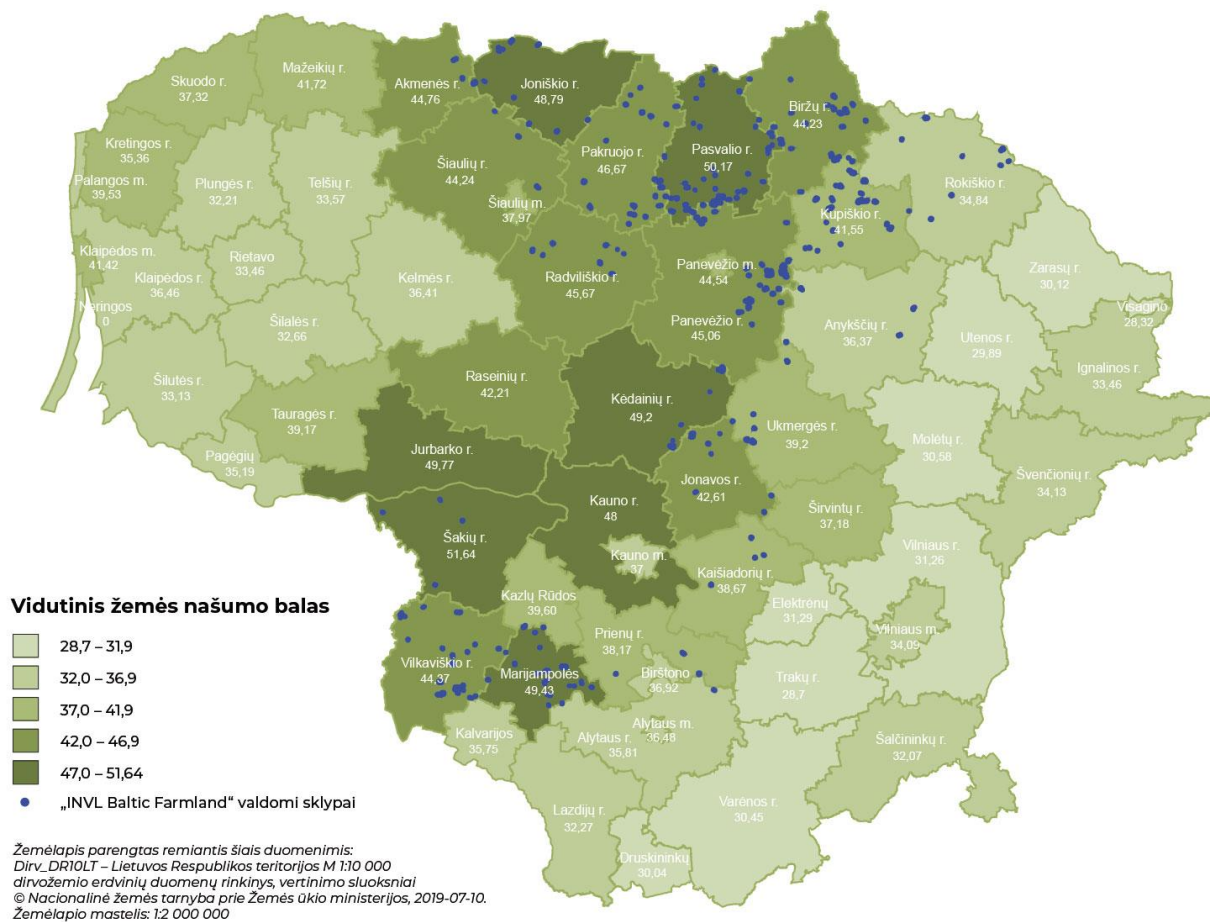 Skuodo r.
37,32
Mažeikių r.
41,72
Akmenės r.
44,76
Joniškio r.
48,79
Biržų r.
44,23
Kretingos r.
35,36
Palangos m.
39,53
Plungės r.
32,21
Telšių r.
33,57
Šiaulių r.
44,24
Šiaulių m.
37,97
Pakruojo r.
46,67
Pasvalio r.
50,17
Rokiškio r.
34,84
Kupiškio r.
41,55
Klaipėdos m.
41,42
Klaipėdos r.
36,46
Rietavo
33,46
Kelmės r.
36,41
Radviliškio r.
45,67
Panevėžio m.
44,54
Panevėžio r.
45,06
Zarasų r.
30,12
Visagino
28,32
Neringos
0
Šilalės r.
32,66
Anykščių r.
36,37
Utenos r.
29,89
Ignalinos r.
33,46
Šilutės r.
33,13
Tauragės r.
39,17
Raseinių r.
42,21
Kėdainių r.
49,2
Ukmergės r.
39,2
Molėtų r.
30,58
Pagėgių
35,19
Jurbarko r.
49,77
Jonavos r.
42,61
Švenčionių r.
34,13
Šakių r.
51,64
Kauno r.
48
Kauno m.
37
Širvintų r.
37,18
Vilniaus r.
31,26
Kaišiadorių r.
38,67
Kazlų Rūdos
39,60
Elektrėnų
31,29
Vilniaus m.
34,09
Vilkaviškio r.
44,37
Marijampolės
49,43
Prienų r.
38,17
Birštono
36,92
Trakų r.
28,7
Kalvarijos
35,75
Alytaus r.
35,81
Alytaus m.
36,48
Šalčininkų r.
32,07
Lazdijų r.
32,27
Varėnos r.
30,45
Druskininkų
30,04
Vidutinis žemės našumo balas
28,7 – 31,9
32,0 – 36,9
37,0 – 41,9
42,0 – 46,9
47,0 – 51,64
„INVL Baltic Farmland“ valdomi sklypai
Žemėlapis parengtas remiantis šiais duomenimis:
Dirv_DR10LT – Lietuvos Respublikos teritorijos M 1:10 000
dirvožemio erdvinių duomenų rinkinys, vertinimo sluoksniai
© Nacionalinė žemės tarnyba prie Žemės ūkio ministerijos, 2019-07-10.
Žemėlapio mastelis: 1:2 000 000